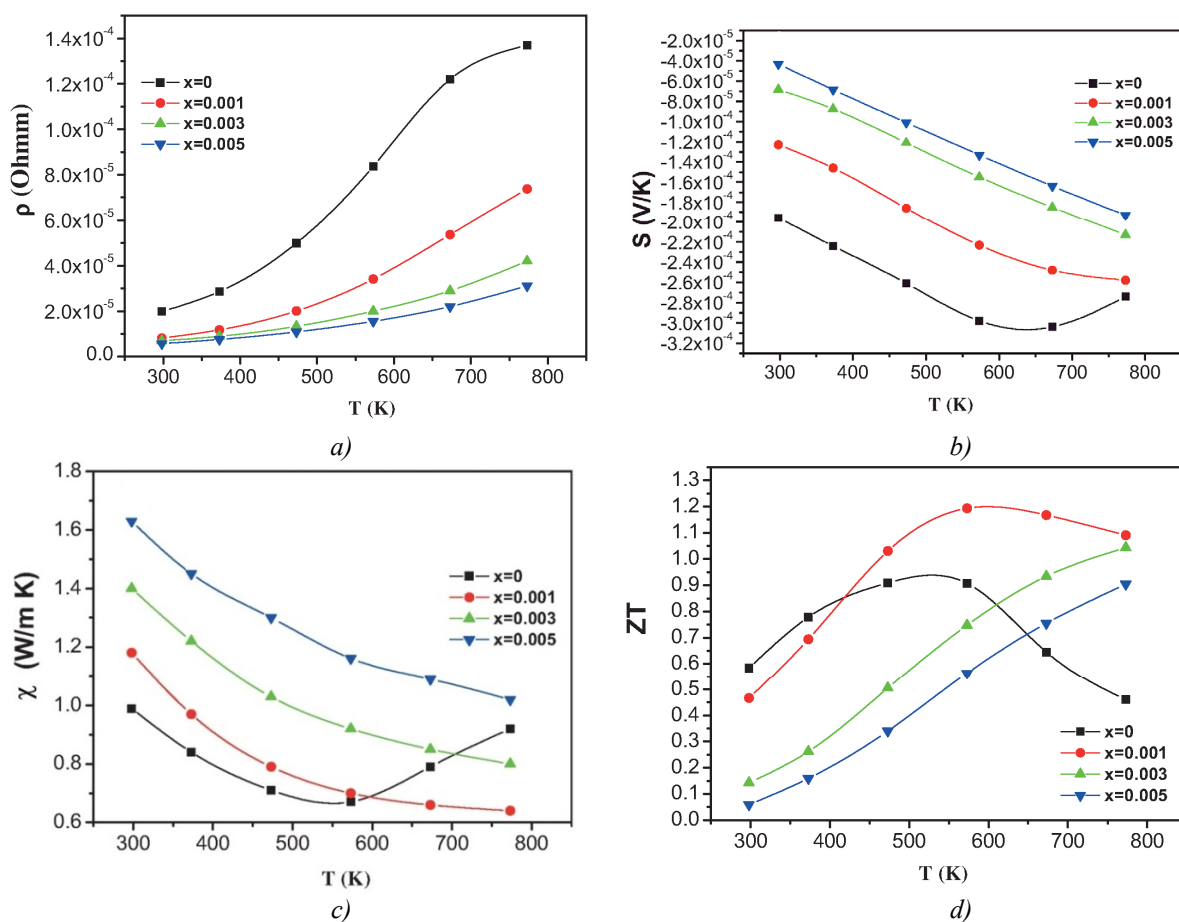 1.4x10⁻⁴
1.2x10⁻⁴
1.0x10⁻⁴
8.0x10⁻⁵
6.0x10⁻⁵
4.0x10⁻⁵
2.0x10⁻⁵
0.0
ρ (Ohmm)
x=0
x=0.001
x=0.003
x=0.005
300 400 500 600 700 800
T (K)
a)
-2.0x10⁻⁵
-4.0x10⁻⁵
-6.0x10⁻⁵
-8.0x10⁻⁵
-1.0x10⁻⁴
-1.2x10⁻⁴
-1.4x10⁻⁴
-1.6x10⁻⁴
-1.8x10⁻⁴
-2.0x10⁻⁴
-2.2x10⁻⁴
-2.4x10⁻⁴
-2.6x10⁻⁴
-2.8x10⁻⁴
-3.0x10⁻⁴
-3.2x10⁻⁴
S (V/K)
x=0
x=0.001
x=0.003
x=0.005
300 400 500 600 700 800
T (K)
b)
1.8
1.6
1.4
1.2
1.0
0.8
0.6
χ (W/m K)
x=0
x=0.001
x=0.003
x=0.005
300 400 500 600 700 800
T (K)
c)
1.3
1.2
1.1
1.0
0.9
0.8
0.7
0.6
0.5
0.4
0.3
0.2
0.1
0.0
ZT
x=0
x=0.001
x=0.003
x=0.005
300 400 500 600 700 800
T (K)
d)